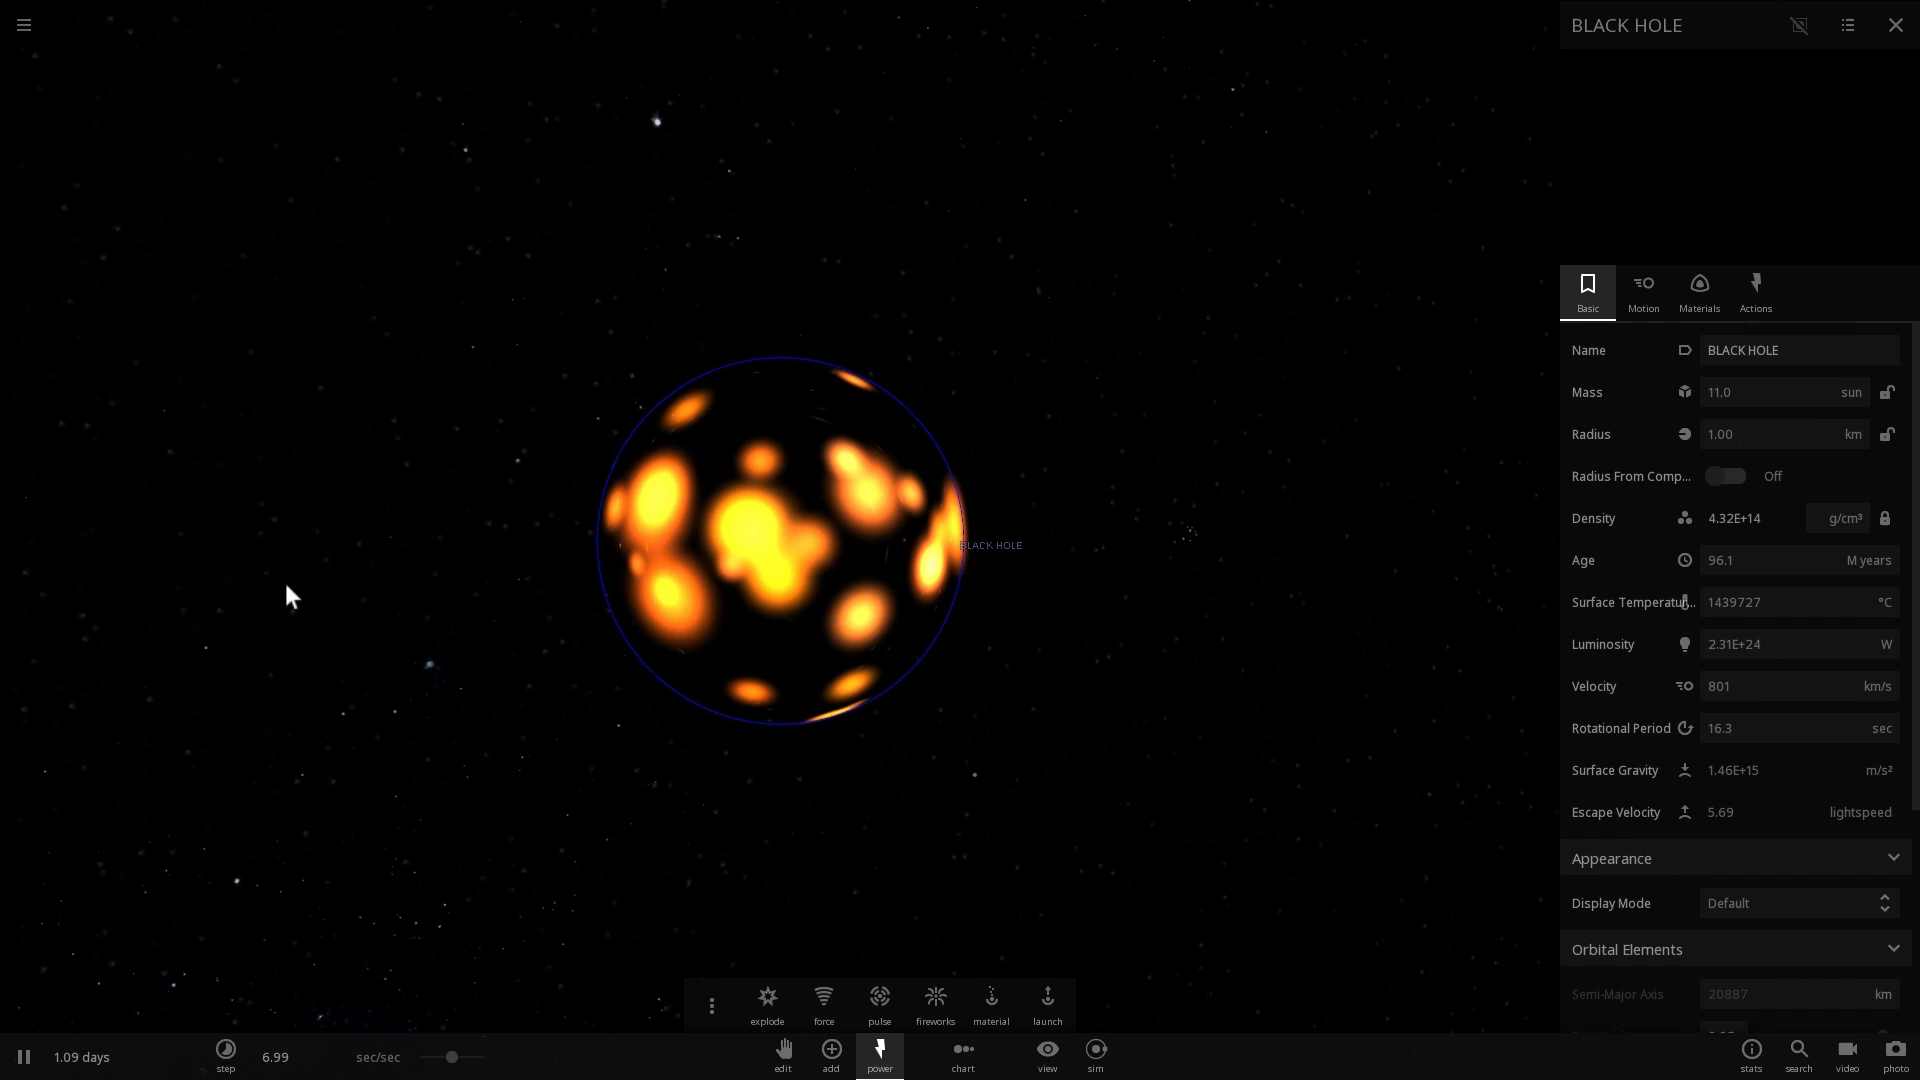 BLACK HOLE
Basic
Motion
Materials
Actions
Name BLACK HOLE
Mass 11.0 sun
Radius 1.00 km
Radius From Comp... Off
Density 4.32E+14 g/cm³
Age 96.1 M years
Surface Temperatur... 1439727 °C
Luminosity 2.31E+24 W
Velocity 801 km/s
Rotational Period 16.3 sec
Surface Gravity 1.46E+15 m/s²
Escape Velocity 5.69 lightspeed
Appearance
Display Mode Default
Orbital Elements
Semi-Major Axis 20887 km
BLACK HOLE
explode force pulse fireworks material launch
1.09 days step 6.99 sec/sec
edit add power chart view sim
stats search video photo